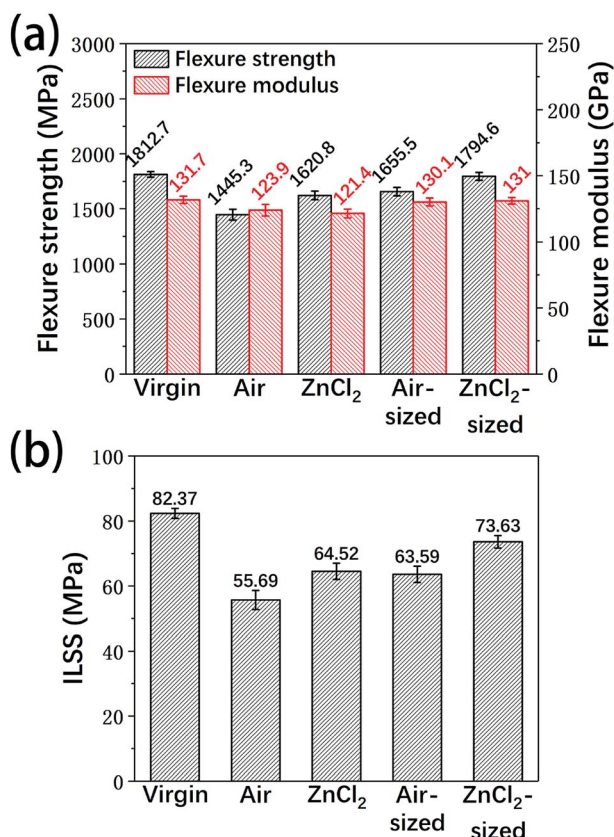 (a)
Flexure strength (MPa)
3000
2500
2000
1500
1000
500
0
Flexure strength
Flexure modulus
1812.7
131.7
1445.3
123.9
1620.8
121.4
1655.5
130.1
1794.6
131
250
200
150
100
50
0
Flexure modulus (GPa)
Virgin
Air
ZnCl₂
Air-
sized
ZnCl₂-
sized
(b)
ILSS (MPa)
100
80
60
40
20
0
82.37
55.69
64.52
63.59
73.63
Virgin
Air
ZnCl₂
Air-
sized
ZnCl₂-
sized